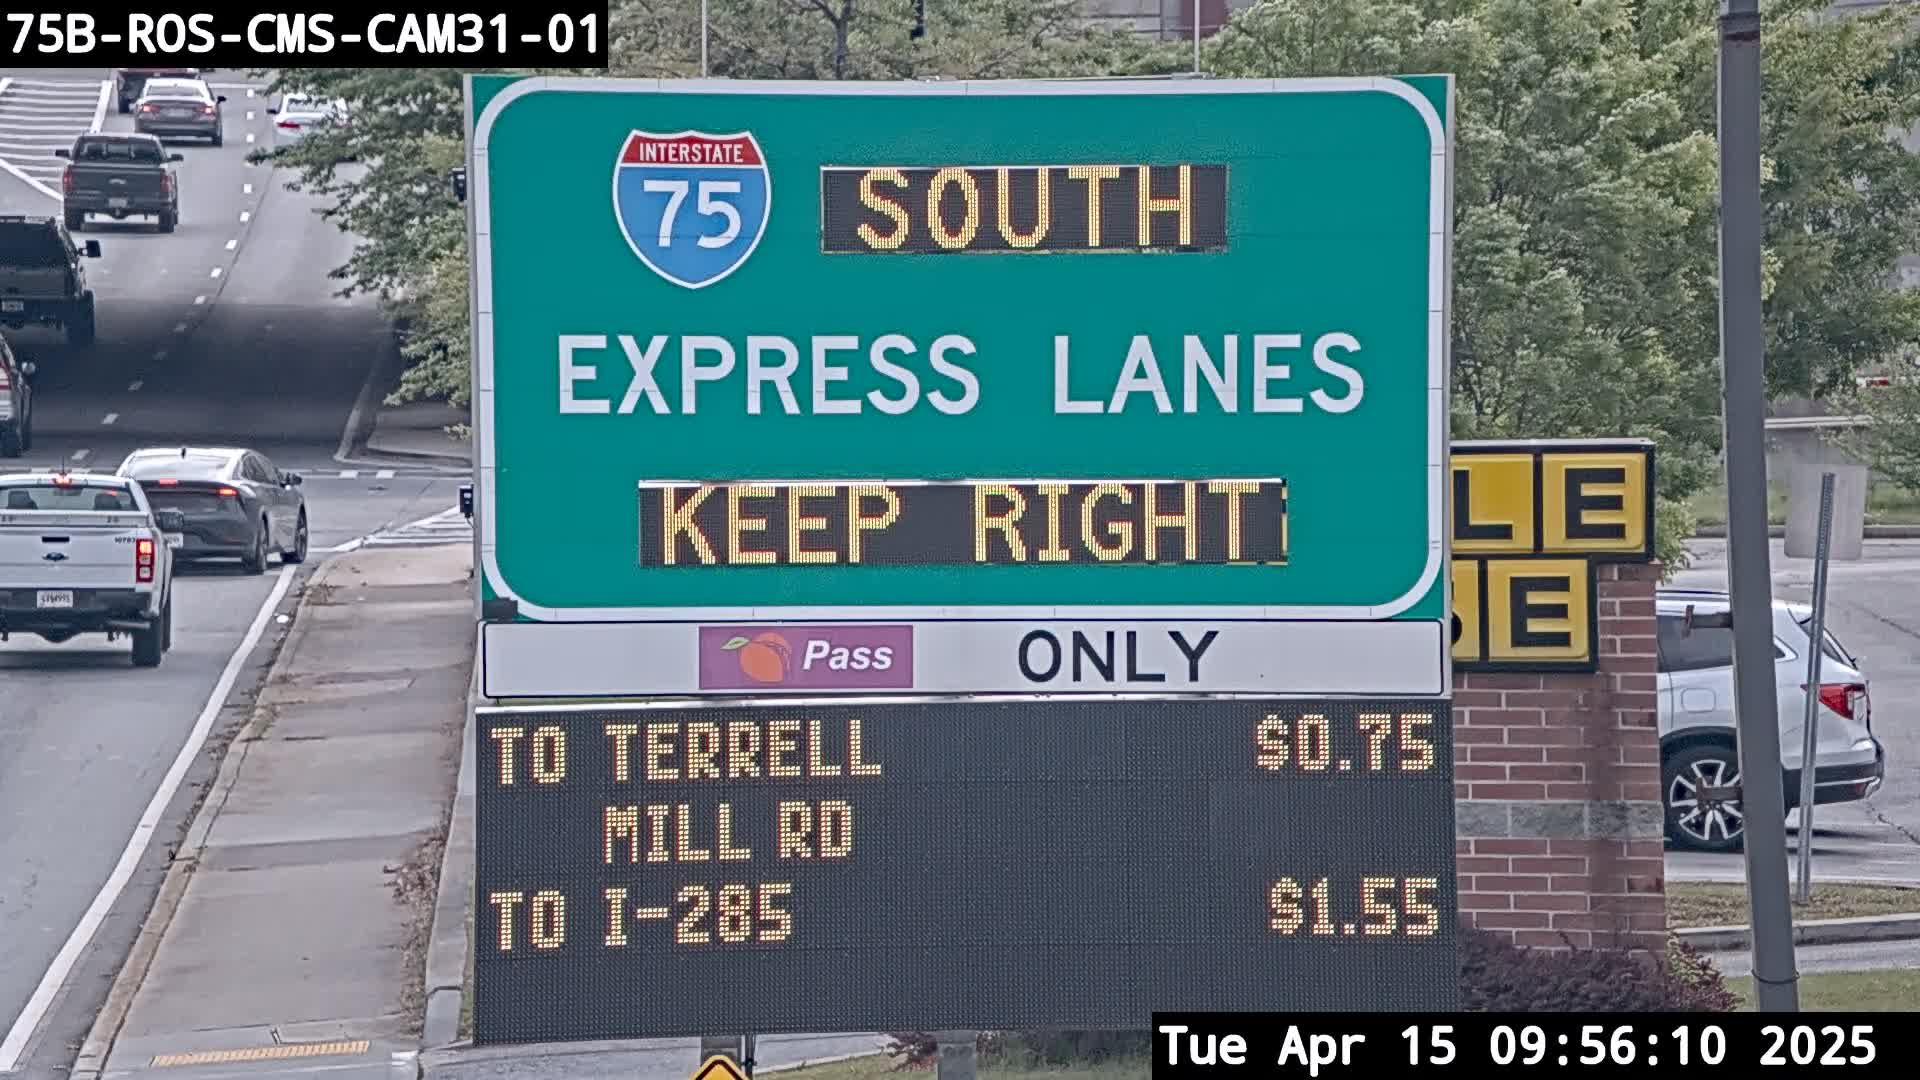 75B-ROS-CMS-CAM31-01
INTERSTATE
75
SOUTH
EXPRESS LANES
KEEP RIGHT
Pass ONLY
TO TERRELL $0.75
MILL RD
TO I-285 $1.55
LE
E
Tue Apr 15 09:56:10 2025